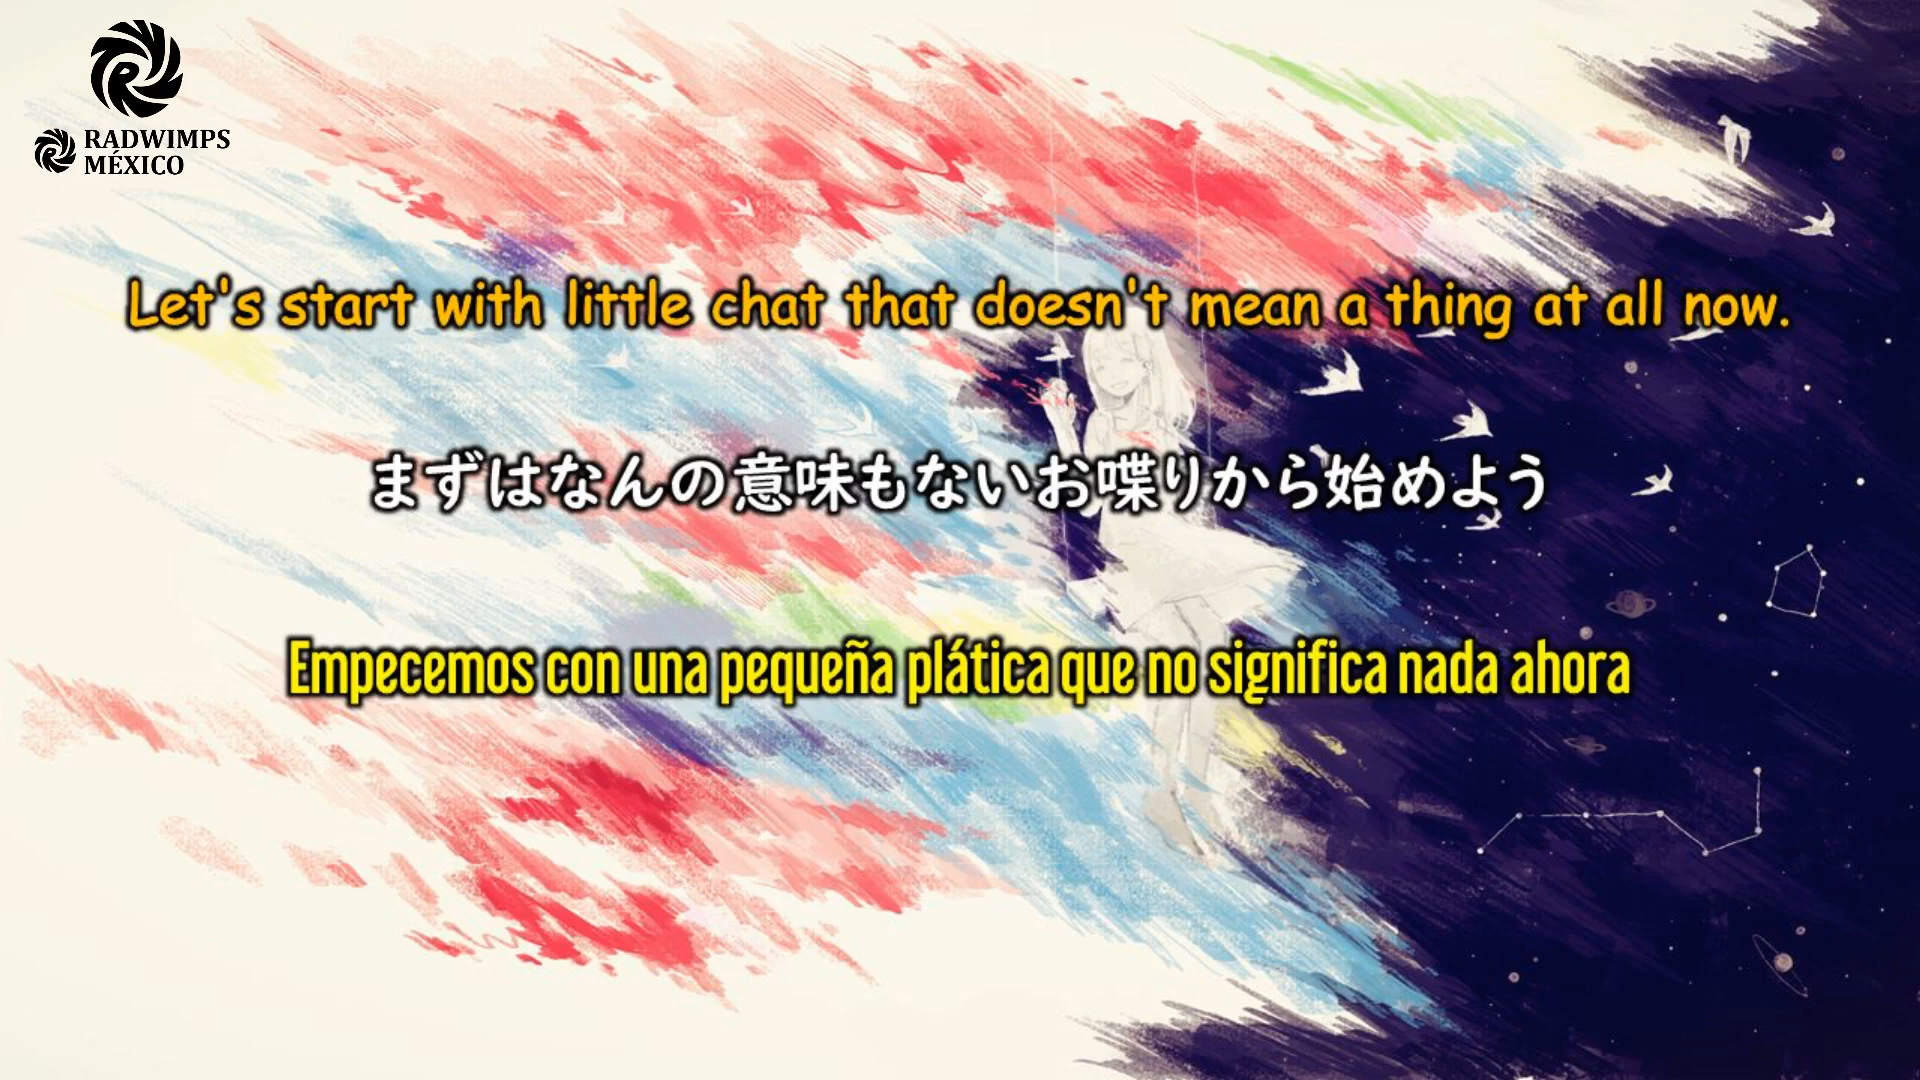 RADWIMPS
MÉXICO
Let's start with little chat that doesn't mean a thing at all now.
まずはなんの意味もないお喋りから始めよう
Empecemos con una pequeña plática que no significa nada ahora